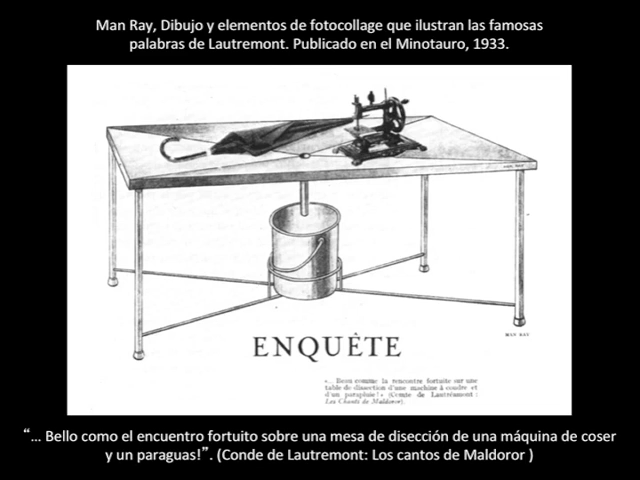 Man Ray, Dibujo y elementos de fotocollage que ilustran las famosas
palabras de Lautremont. Publicado en el Minotauro, 1933.
MAN RAY
MAN RAY
ENQUÊTE
«... Beau comme la rencontre fortuite sur une
table de dissection d'une machine à coudre et
d'un parapluie!» (Comte de Lautréamont :
Les Chants de Maldoror).
“... Bello como el encuentro fortuito sobre una mesa de disección de una máquina de coser
y un paraguas!”. (Conde de Lautremont: Los cantos de Maldoror )